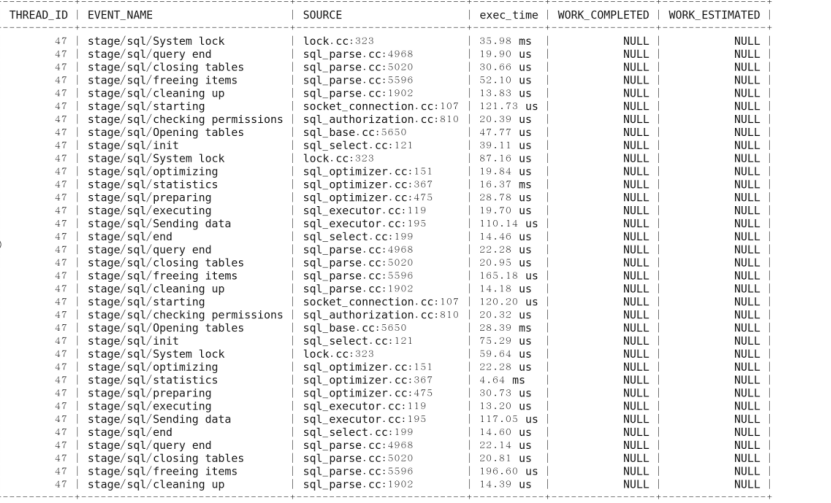 THREAD_ID | EVENT_NAME | SOURCE | exec_time | WORK_COMPLETED | WORK_ESTIMATED |
47 | stage/sql/System lock | lock.cc:323 | 35.98 ms | NULL | NULL |
47 | stage/sql/query end | sql_parse.cc:4968 | 19.90 us | NULL | NULL |
47 | stage/sql/closing tables | sql_parse.cc:5020 | 30.66 us | NULL | NULL |
47 | stage/sql/freeing items | sql_parse.cc:5596 | 52.10 us | NULL | NULL |
47 | stage/sql/cleaning up | sql_parse.cc:1902 | 13.83 us | NULL | NULL |
47 | stage/sql/starting | socket_connection.cc:107 | 121.73 us | NULL | NULL |
47 | stage/sql/checking permissions | sql_authorization.cc:810 | 20.39 us | NULL | NULL |
47 | stage/sql/Opening tables | sql_base.cc:5650 | 47.77 us | NULL | NULL |
47 | stage/sql/init | sql_select.cc:121 | 39.11 us | NULL | NULL |
47 | stage/sql/System lock | lock.cc:323 | 87.16 us | NULL | NULL |
47 | stage/sql/optimizing | sql_optimizer.cc:151 | 19.84 us | NULL | NULL |
47 | stage/sql/statistics | sql_optimizer.cc:367 | 16.37 ms | NULL | NULL |
47 | stage/sql/preparing | sql_optimizer.cc:475 | 28.78 us | NULL | NULL |
47 | stage/sql/executing | sql_executor.cc:119 | 19.70 us | NULL | NULL |
47 | stage/sql/Sending data | sql_executor.cc:195 | 110.14 us | NULL | NULL |
47 | stage/sql/end | sql_select.cc:199 | 14.46 us | NULL | NULL |
47 | stage/sql/query end | sql_parse.cc:4968 | 22.28 us | NULL | NULL |
47 | stage/sql/closing tables | sql_parse.cc:5020 | 20.95 us | NULL | NULL |
47 | stage/sql/freeing items | sql_parse.cc:5596 | 165.18 us | NULL | NULL |
47 | stage/sql/cleaning up | sql_parse.cc:1902 | 14.18 us | NULL | NULL |
47 | stage/sql/starting | socket_connection.cc:107 | 120.20 us | NULL | NULL |
47 | stage/sql/checking permissions | sql_authorization.cc:810 | 20.32 us | NULL | NULL |
47 | stage/sql/Opening tables | sql_base.cc:5650 | 28.39 ms | NULL | NULL |
47 | stage/sql/init | sql_select.cc:121 | 75.29 us | NULL | NULL |
47 | stage/sql/System lock | lock.cc:323 | 59.64 us | NULL | NULL |
47 | stage/sql/optimizing | sql_optimizer.cc:151 | 22.28 us | NULL | NULL |
47 | stage/sql/statistics | sql_optimizer.cc:367 | 4.64 ms | NULL | NULL |
47 | stage/sql/preparing | sql_optimizer.cc:475 | 30.73 us | NULL | NULL |
47 | stage/sql/executing | sql_executor.cc:119 | 13.20 us | NULL | NULL |
47 | stage/sql/Sending data | sql_executor.cc:195 | 117.05 us | NULL | NULL |
47 | stage/sql/end | sql_select.cc:199 | 14.60 us | NULL | NULL |
47 | stage/sql/query end | sql_parse.cc:4968 | 22.14 us | NULL | NULL |
47 | stage/sql/closing tables | sql_parse.cc:5020 | 20.81 us | NULL | NULL |
47 | stage/sql/freeing items | sql_parse.cc:5596 | 196.60 us | NULL | NULL |
47 | stage/sql/cleaning up | sql_parse.cc:1902 | 14.39 us | NULL | NULL |